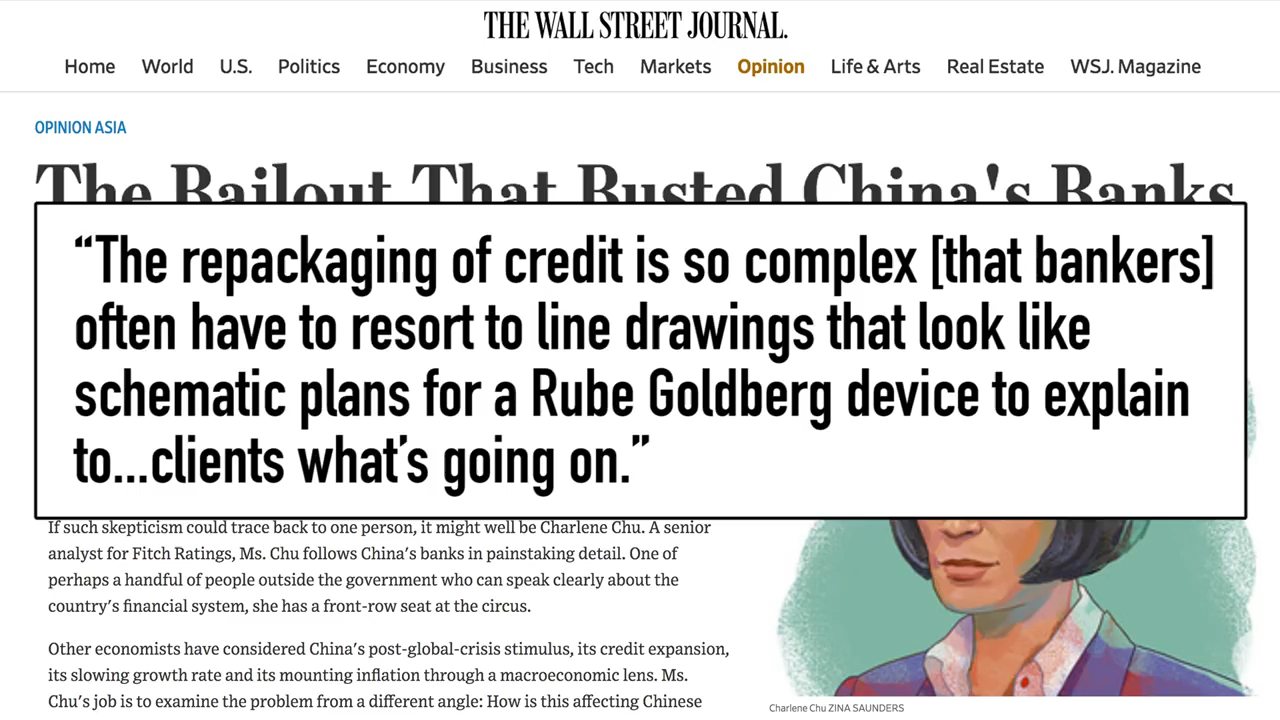 THE WALL STREET JOURNAL.
Home World U.S. Politics Economy Business Tech Markets Opinion Life & Arts Real Estate WSJ. Magazine
OPINION ASIA
The Bailout That Busted China's Banks
“The repackaging of credit is so complex [that bankers]
often have to resort to line drawings that look like
schematic plans for a Rube Goldberg device to explain
to...clients what’s going on.”
If such skepticism could trace back to one person, it might well be Charlene Chu. A senior
analyst for Fitch Ratings, Ms. Chu follows China’s banks in painstaking detail. One of
perhaps a handful of people outside the government who can speak clearly about the
country’s financial system, she has a front-row seat at the circus.
Other economists have considered China’s post-global-crisis stimulus, its credit expansion,
its slowing growth rate and its mounting inflation through a macroeconomic lens. Ms.
Chu’s job is to examine the problem from a different angle: How is this affecting Chinese
Charlene Chu ZINA SAUNDERS